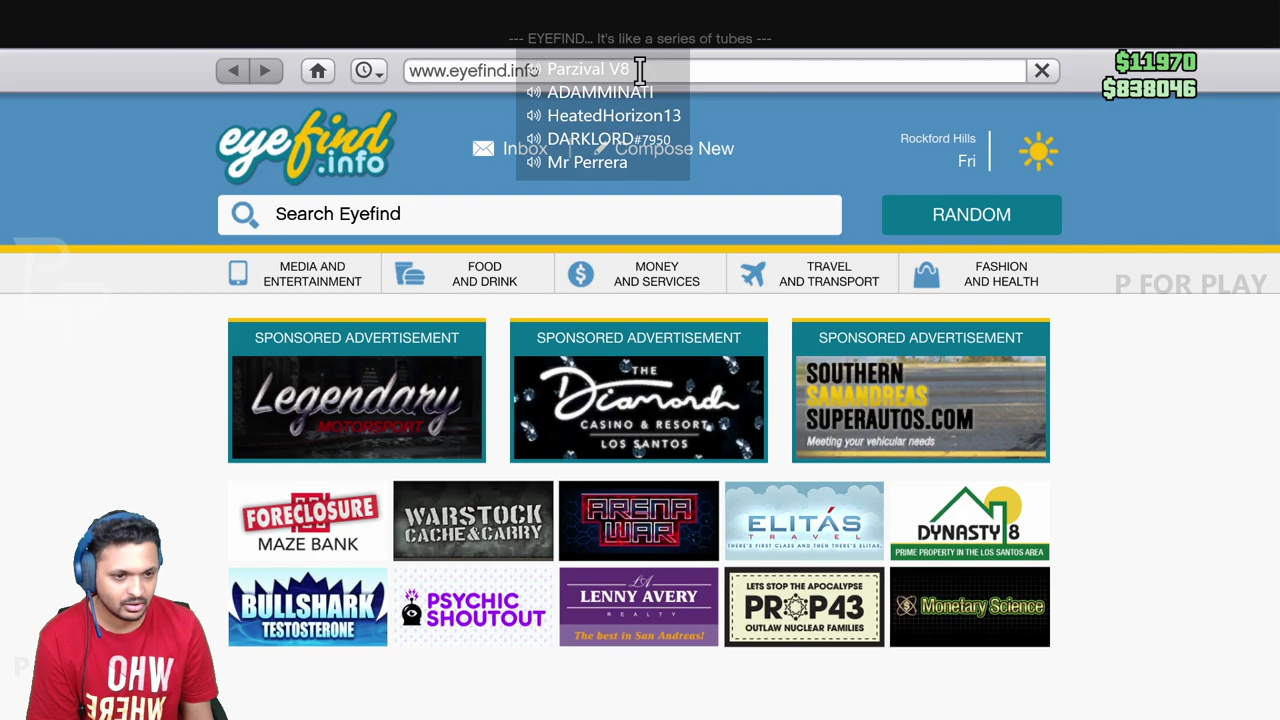 --- EYEFIND... It's like a series of tubes ---
www.eyefind.info
Parzival V8
ADAMMINATI
HeatedHorizon13
DARKLORD#7950
Mr Perrera
$11970
$838046
eyefind
.info
Inbox
Compose New
Rockford Hills
Fri
Search Eyefind
RANDOM
MEDIA AND
ENTERTAINMENT
FOOD
AND DRINK
MONEY
AND SERVICES
TRAVEL
AND TRANSPORT
FASHION
AND HEALTH
P FOR PLAY
SPONSORED ADVERTISEMENT
Legendary
MOTORSPORT
SPONSORED ADVERTISEMENT
THE
Diamond
CASINO & RESORT
LOS SANTOS
SPONSORED ADVERTISEMENT
SOUTHERN
SANANDREAS
SUPERAUTOS.COM
Meeting your vehicular needs
FORECLOSURE
MAZE BANK
WARSTOCK
CACHE&CARRY
ARENA
WAR
ELITÁS
TRAVEL
THERE'S FIRST CLASS AND THEN THERE'S ELITAS.
DYNASTY 8
PRIME PROPERTY IN THE LOS SANTOS AREA
BULLSHARK
TESTOSTERONE
PSYCHIC
SHOUTOUT
LA
LENNY AVERY
REALTY
The best in San Andreas!
LETS STOP THE APOCALYPSE
PROP43
OUTLAW NUCLEAR FAMILIES
Monetary Science
OHW
WHERE